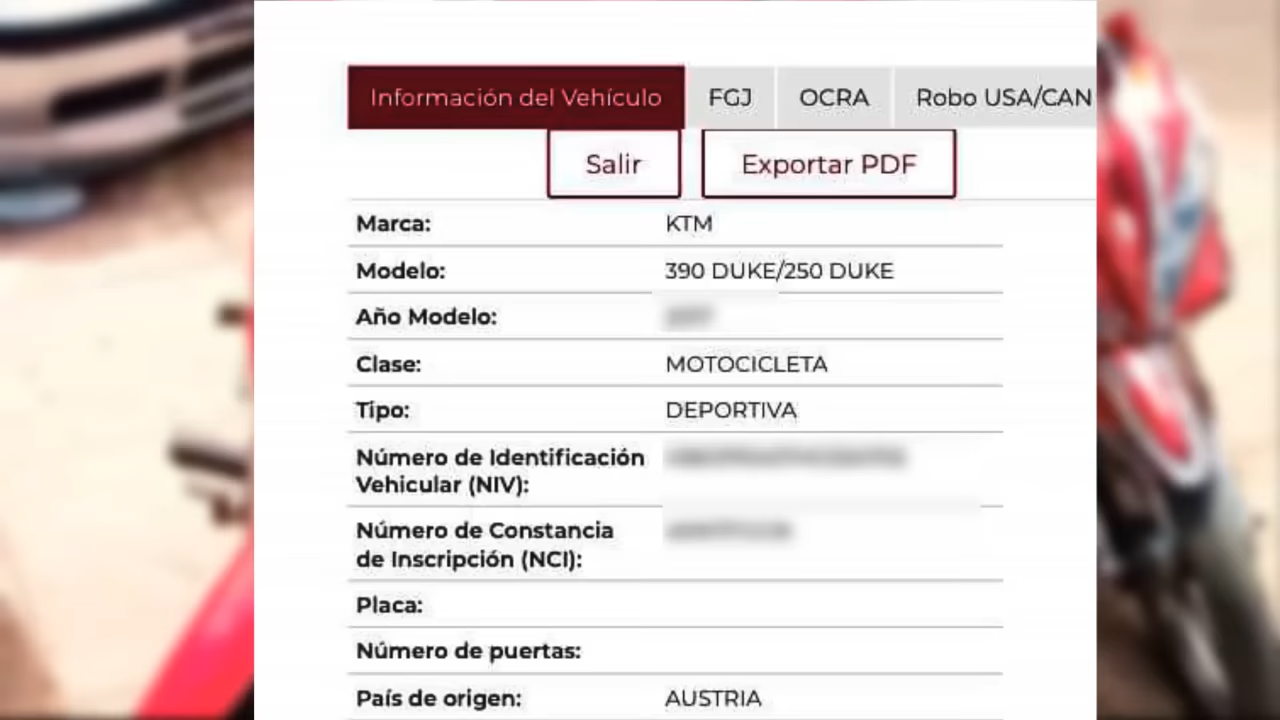 Información del Vehículo FGJ OCRA Robo USA/CAN
Salir Exportar PDF
Marca: KTM
Modelo: 390 DUKE/250 DUKE
Año Modelo:
Clase: MOTOCICLETA
Tipo: DEPORTIVA
Número de Identificación
Vehicular (NIV):
Número de Constancia
de Inscripción (NCI):
Placa:
Número de puertas:
País de origen: AUSTRIA